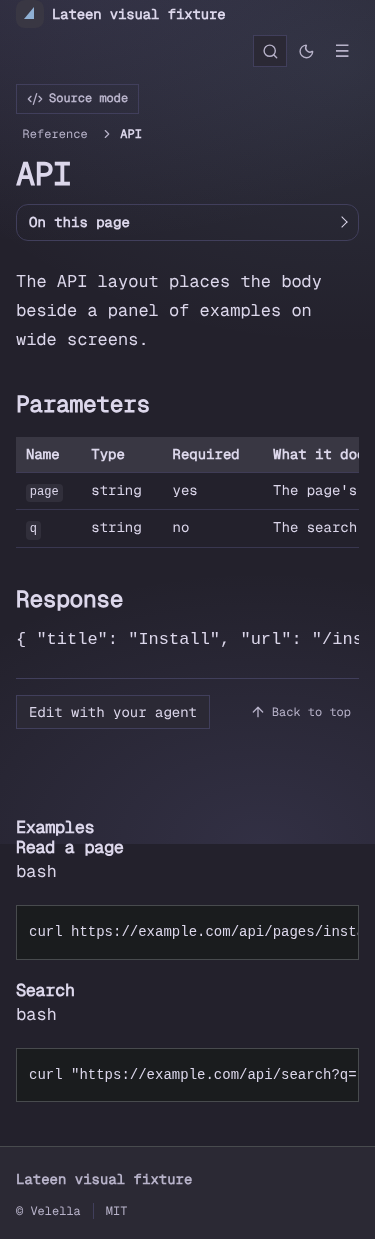 Lateen visual fixture
Source mode
Reference > API
API
On this page
The API layout places the body
beside a panel of examples on
wide screens.
Parameters
Name Type Required What it doe
page string yes The page's
q string no The search
Response
{ "title": "Install", "url": "/ins
Edit with your agent
Back to top
Examples
Read a page
bash
curl https://example.com/api/pages/insta
Search
bash
curl "https://example.com/api/search?q=
Lateen visual fixture
© Velella MIT